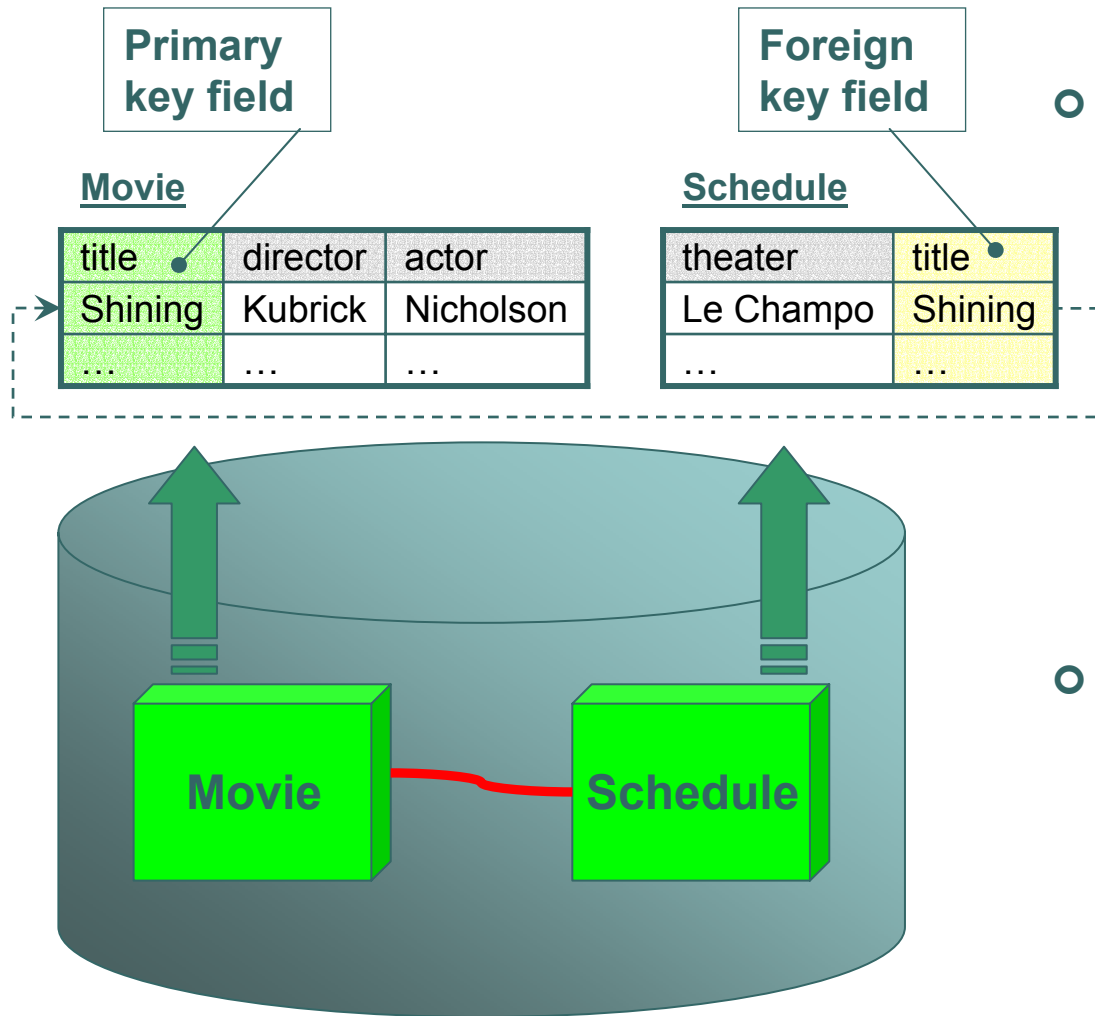 Primary
key field
Foreign
key field
Movie
Schedule
title director actor
Shining Kubrick Nicholson
… … …
theater title
Le Champo Shining
… …
Movie
Schedule